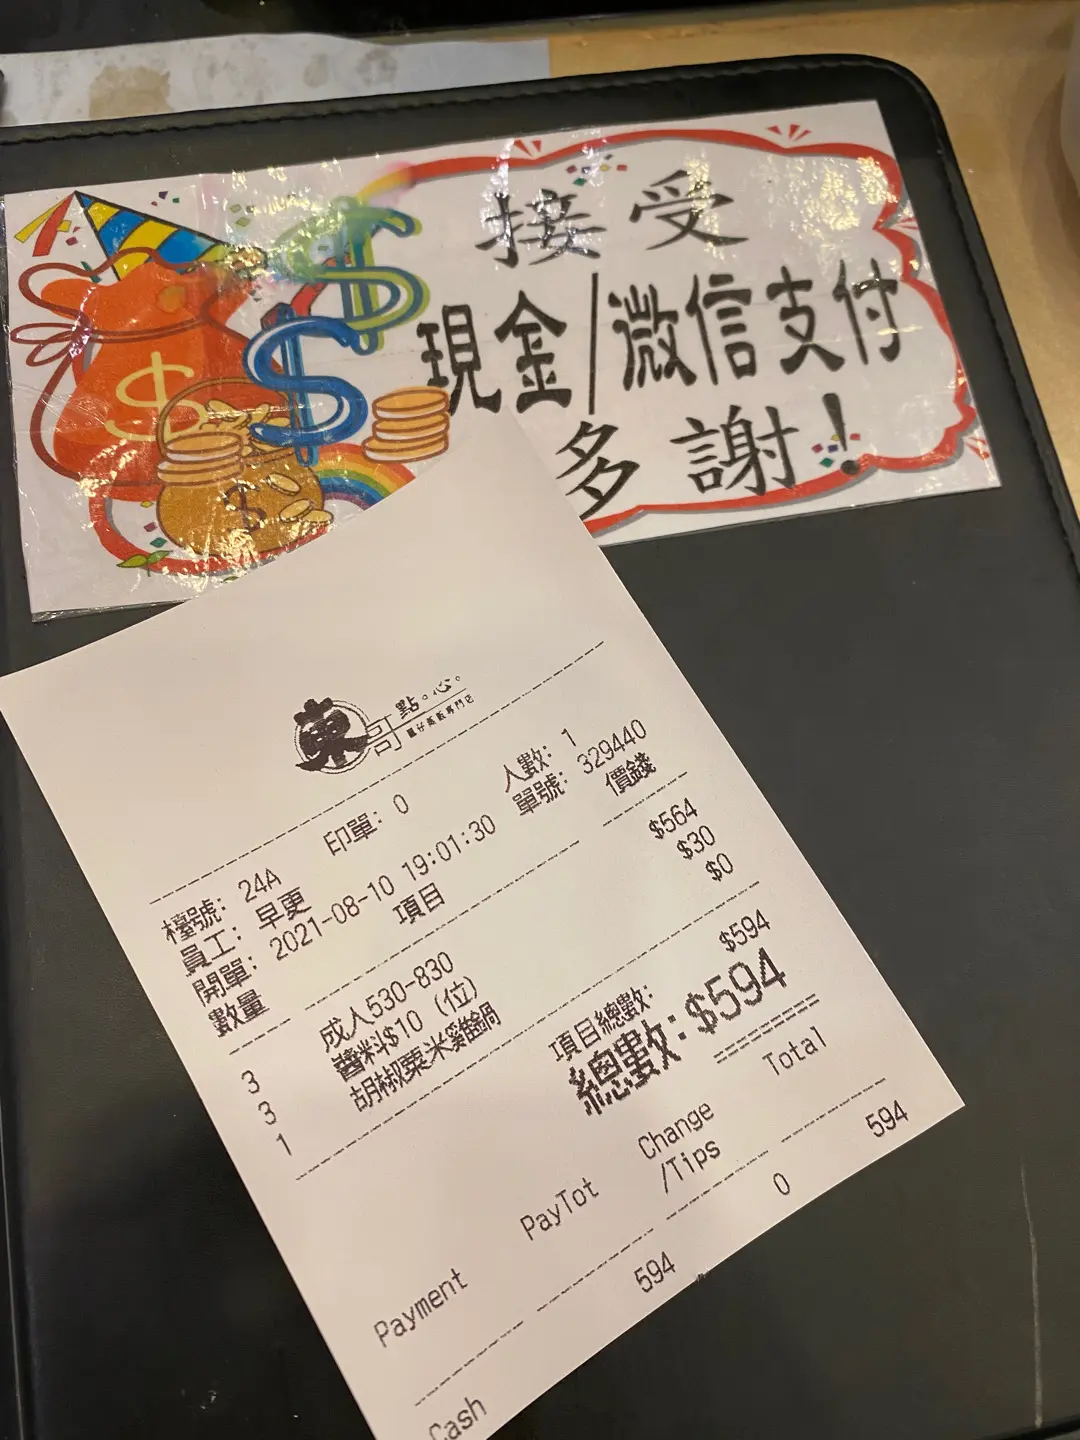 接受
現金/微信支付
多謝!
東哥 點。心。
印單: 0
人數: 1
檯號: 24A
單號: 329440
員工: 早更
開單: 2021-08-10 19:01:30
數量 項目 價錢
3 成人530-830 $564
3 醬料$10 (位) $30
1 胡椒粟米雞鍋 $0
項目總數: $594
總數: $594
Payment PayTot Change/Tips Total
Cash 594 0 594